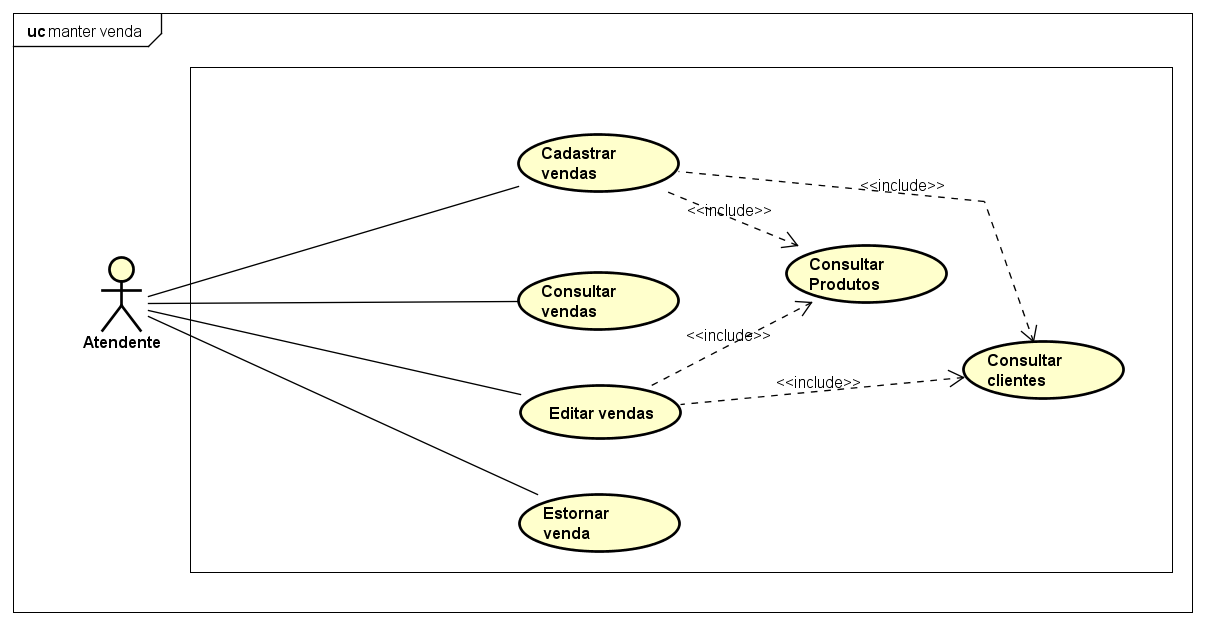 uc manter venda
Cadastrar
vendas
<<include>>
<<include>>
Consultar
Produtos
Consultar
vendas
<<include>>
Atendente
Consultar
clientes
<<include>>
Editar vendas
Estornar
venda